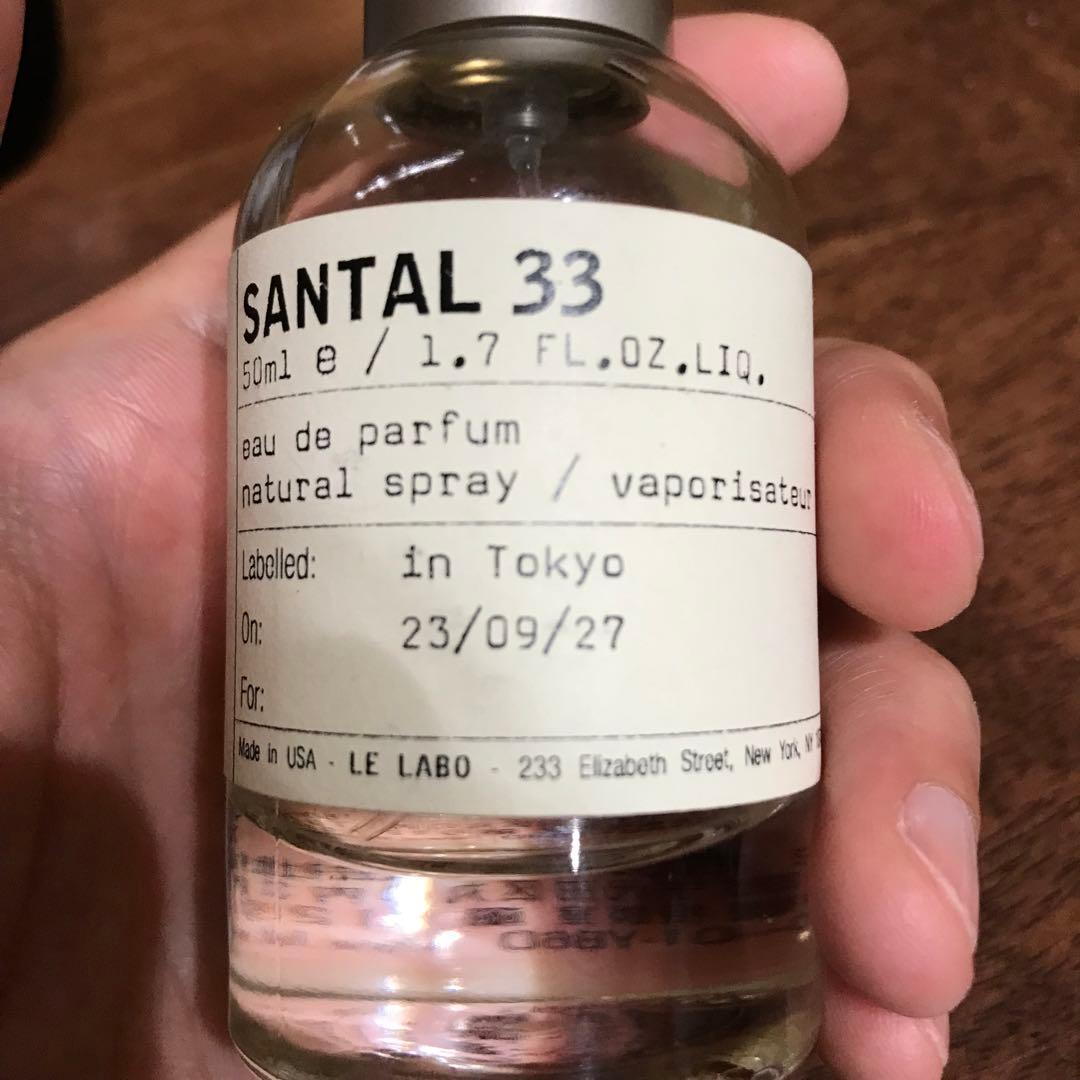 SANTAL 33
50ml e / 1.7 FL.OZ.LIQ.
eau de parfum
natural spray / vaporisateur
Labelled: in Tokyo
On: 23/09/27
For:
Made in USA - LE LABO - 233 Elizabeth Street, New York, NY